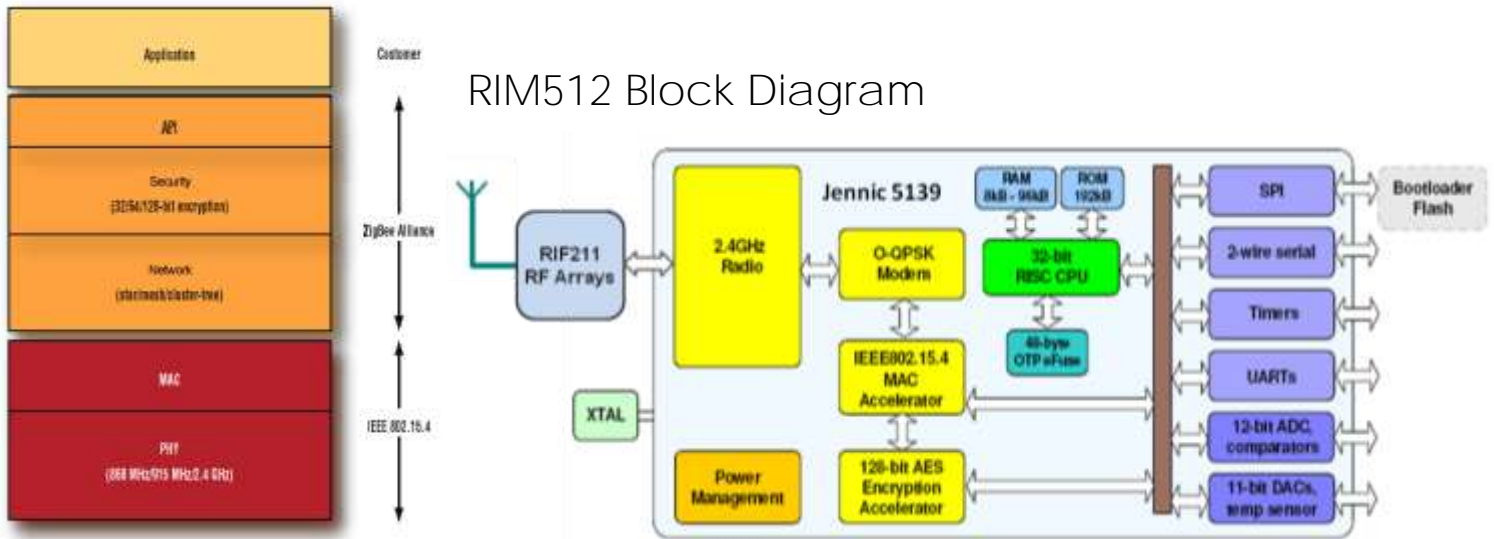 Application
API
Security
(32/64/128-bit encryption)
Network
(star/mesh/cluster-tree)
MAC
PHY
(868 MHz/915 MHz/2.4 GHz)
Customer
ZigBee Alliance
IEEE 802.15.4
RIM512 Block Diagram
RIF211
RF Arrays
XTAL
Jennic 5139
2.4GHz
Radio
Power
Management
O-QPSK
Modem
IEEE802.15.4
MAC
Accelerator
128-bit AES
Encryption
Accelerator
RAM
8kB - 96kB
ROM
192kB
32-bit
RISC CPU
48-byte
OTP eFuse
SPI
2-wire serial
Timers
UARTs
12-bit ADC,
comparators
11-bit DACs,
temp sensor
Bootloader
Flash